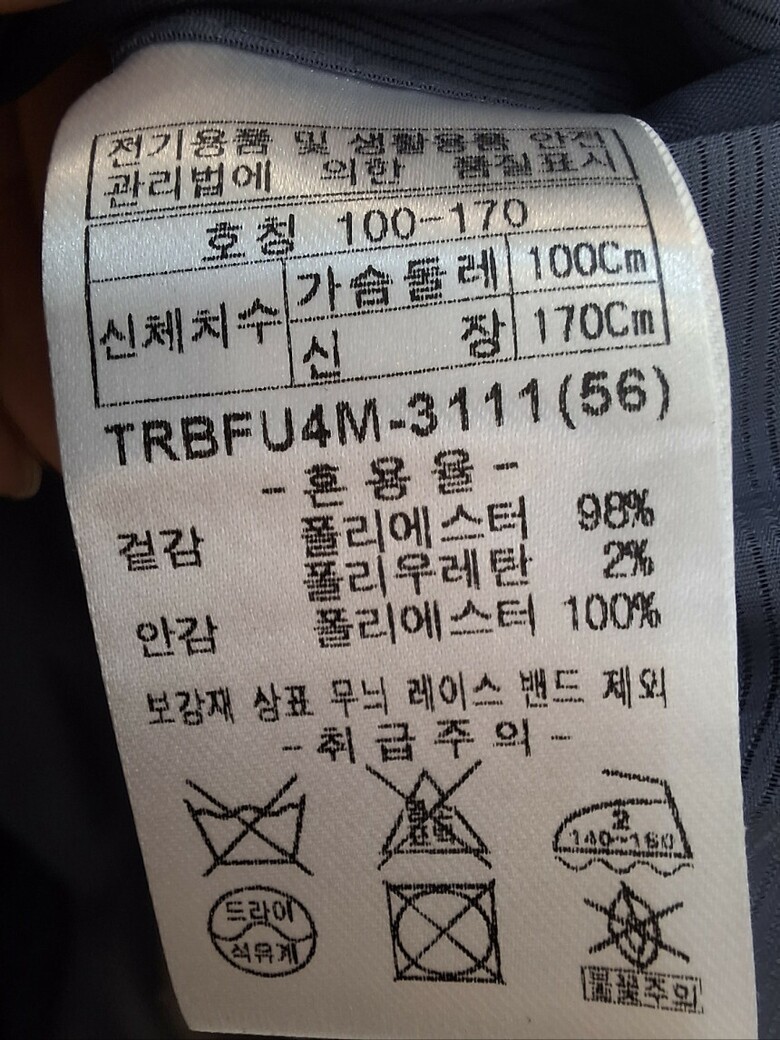 전기용품 및 생활용품 안전
관리법에 의한 품질표시
호칭 100-170
신체치수 가슴둘레 100Cm
신장 170Cm
TRBFU4M-3111(56)
-혼용율-
겉감 폴리에스터 98%
폴리우레탄 2%
안감 폴리에스터 100%
보강재 상표 무늬 레이스 밴드 제외
-취급주의-
2
140~160
드라이
석유계
주의